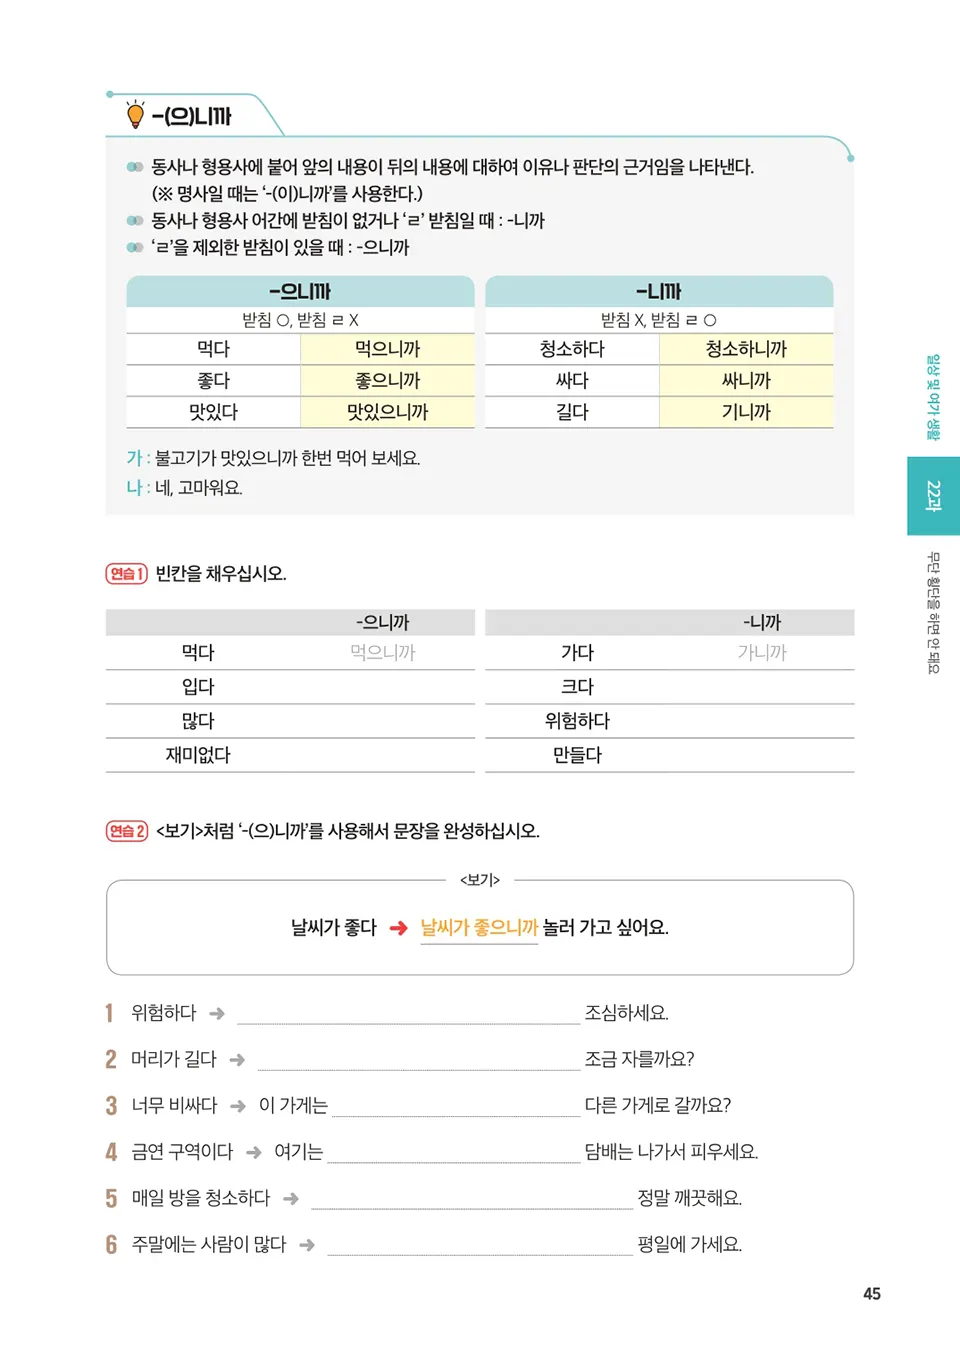 -(으)니까
동사나 형용사에 붙어 앞의 내용이 뒤의 내용에 대하여 이유나 판단의 근거임을 나타낸다.
(※ 명사일 때는 ‘-(이)니까’를 사용한다.)
동사나 형용사 어간에 받침이 없거나 ‘ㄹ’ 받침일 때 : -니까
‘ㄹ’을 제외한 받침이 있을 때 : -으니까
-으니까
받침 O, 받침 ㄹ X
먹다 먹으니까
좋다 좋으니까
맛있다 맛있으니까
-니까
받침 X, 받침 ㄹ O
청소하다 청소하니까
싸다 싸니까
길다 기니까
가 : 불고기가 맛있으니까 한번 먹어 보세요.
나 : 네, 고마워요.
연습 1 빈칸을 채우십시오.
-으니까
먹다 먹으니까
입다
많다
재미없다
-니까
가다 가니까
크다
위험하다
만들다
연습 2 <보기>처럼 ‘-(으)니까’를 사용해서 문장을 완성하십시오.
<보기>
날씨가 좋다 ➜ 날씨가 좋으니까 놀러 가고 싶어요.
1 위험하다 ➜ 조심하세요.
2 머리가 길다 ➜ 조금 자를까요?
3 너무 비싸다 ➜ 이 가게는 다른 가게로 갈까요?
4 금연 구역이다 ➜ 여기는 담배는 나가서 피우세요.
5 매일 방을 청소하다 ➜ 정말 깨끗해요.
6 주말에는 사람이 많다 ➜ 평일에 가세요.
일상 및 여가 생활
22과
무단 횡단을 하면 안 돼요
45